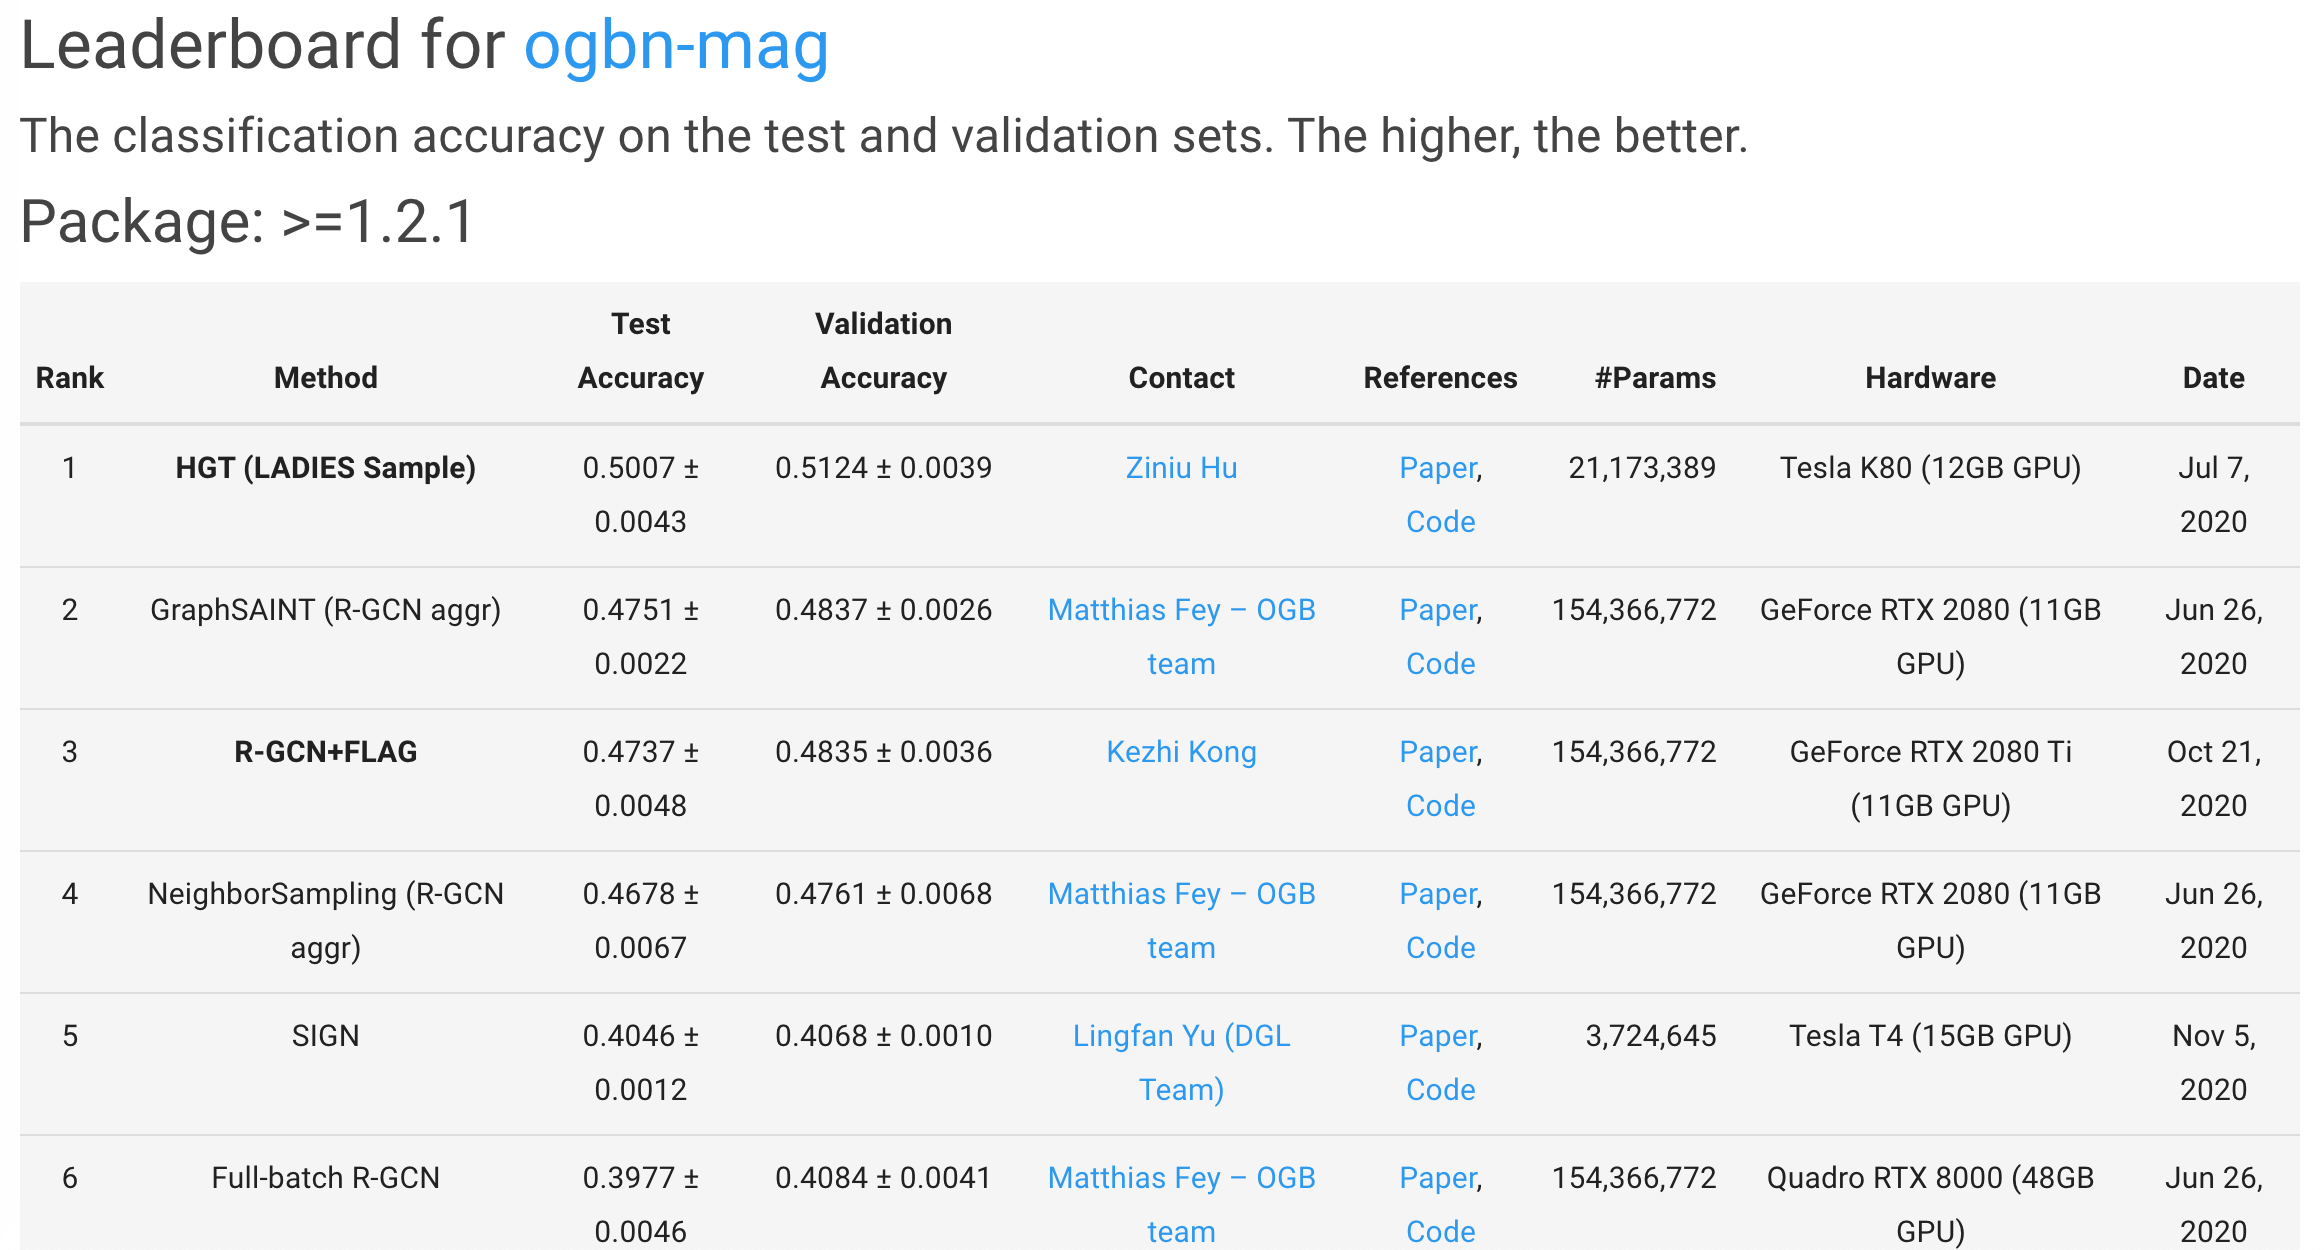 Leaderboard for ogbn-mag
The classification accuracy on the test and validation sets. The higher, the better.
Package: >=1.2.1
Rank Method Test Accuracy Validation Accuracy Contact References #Params Hardware Date
1 HGT (LADIES Sample) 0.5007 ± 0.0043 0.5124 ± 0.0039 Ziniu Hu Paper, Code 21,173,389 Tesla K80 (12GB GPU) Jul 7, 2020
2 GraphSAINT (R-GCN aggr) 0.4751 ± 0.0022 0.4837 ± 0.0026 Matthias Fey – OGB team Paper, Code 154,366,772 GeForce RTX 2080 (11GB GPU) Jun 26, 2020
3 R-GCN+FLAG 0.4737 ± 0.0048 0.4835 ± 0.0036 Kezhi Kong Paper, Code 154,366,772 GeForce RTX 2080 Ti (11GB GPU) Oct 21, 2020
4 NeighborSampling (R-GCN aggr) 0.4678 ± 0.0067 0.4761 ± 0.0068 Matthias Fey – OGB team Paper, Code 154,366,772 GeForce RTX 2080 (11GB GPU) Jun 26, 2020
5 SIGN 0.4046 ± 0.0012 0.4068 ± 0.0010 Lingfan Yu (DGL Team) Paper, Code 3,724,645 Tesla T4 (15GB GPU) Nov 5, 2020
6 Full-batch R-GCN 0.3977 ± 0.0046 0.4084 ± 0.0041 Matthias Fey – OGB team Paper, Code 154,366,772 Quadro RTX 8000 (48GB GPU) Jun 26, 2020